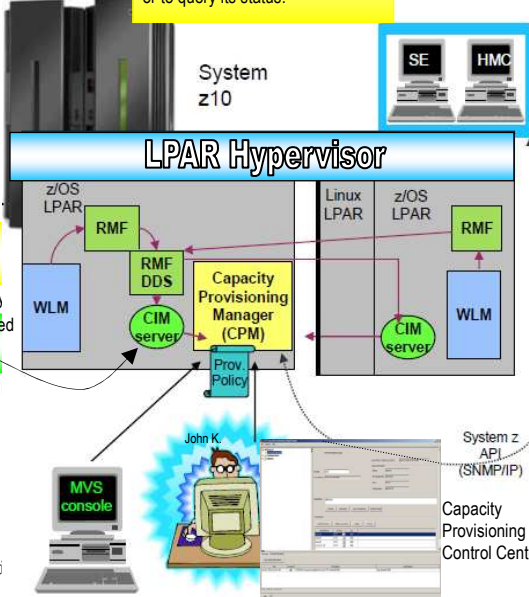 or to query its status.
System
z10
SE
HMC
LPAR Hypervisor
z/OS
LPAR
RMF
RMF
DDS
WLM
CIM
server
Capacity
Provisioning
Manager
(CPM)
Prov.
Policy
Linux
LPAR
z/OS
LPAR
RMF
WLM
CIM
server
ed
John K.
MVS
console
System z
API
(SNMP/IP)
Capacity
Provisioning
Control Cent